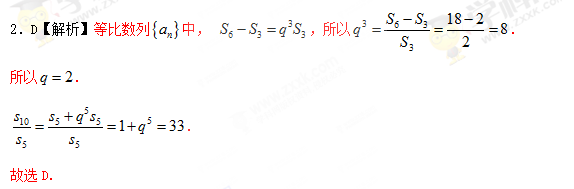 2．D【解析】等比数列{aₙ}中， S₆－S₃＝q³S₃，所以q³＝(S₆－S₃)/S₃＝(18－2)/2＝8．
所以q＝2．
s₁₀/s₅＝(s₅＋q⁵s₅)/s₅＝1＋q⁵＝33．
故选 D．